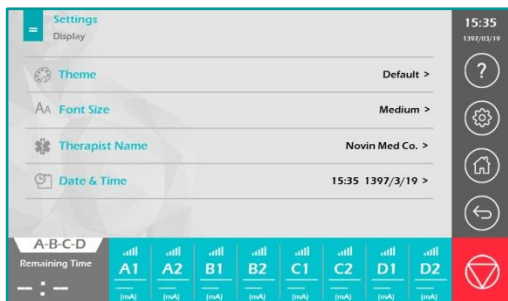 Settings
Display
15:35
1397/03/19
Theme
Default >
?
AA Font Size
Medium >
Therapist Name
Novin Med Co. >
Date & Time
15:35 1397/3/19 >
A-B-C-D
Remaining Time
-- : --
A1 A2 B1 B2 C1 C2 D1 D2
(mA) (mA) (mA) (mA) (mA) (mA) (mA) (mA)